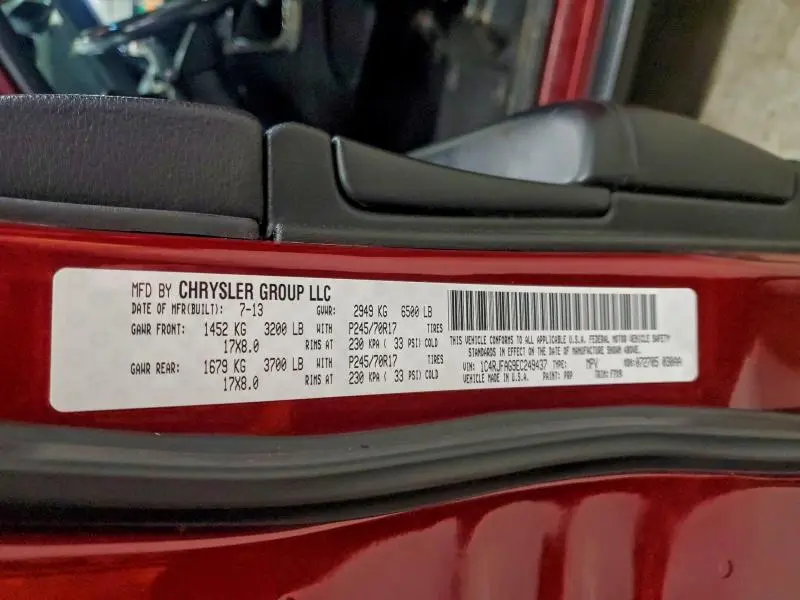 MFD BY CHRYSLER GROUP LLC
DATE OF MFR(BUILT): 7-13 GVWR: 2949 KG 6500 LB
GAWR FRONT: 1452 KG 3200 LB WITH P245/70R17 TIRES
17X8.0 RIMS AT 230 KPA ( 33 PSI) COLD
GAWR REAR: 1679 KG 3700 LB WITH P245/70R17 TIRES
17X8.0 RIMS AT 230 KPA ( 33 PSI) COLD
THIS VEHICLE CONFORMS TO ALL APPLICABLE U.S.A. FEDERAL MOTOR VEHICLE SAFETY
STANDARDS IN EFFECT ON THE DATE OF MANUFACTURE SHOWN ABOVE.
VIN: 1C4RJFAG9EC249437 TYPE: MPV MDH: 072705 030AA
VEHICLE MADE IN U.S.A. PAINT: PRP TRIM: